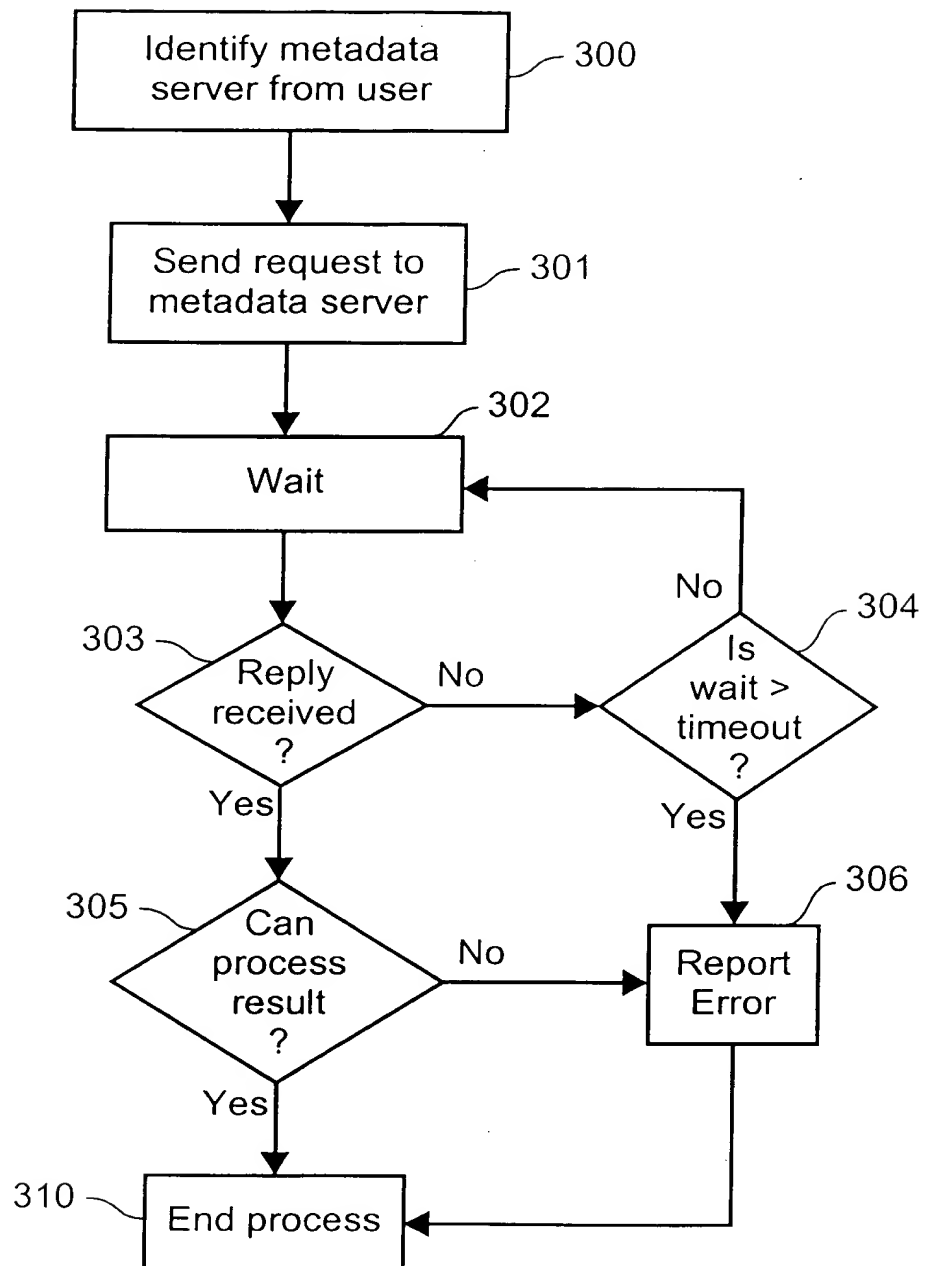 Identify metadata
server from user
300
Send request to
metadata server
301
302
Wait
No
303
304
Reply
received
?
No
Is
wait >
timeout
?
Yes
Yes
305
306
Can
process
result
?
No
Report
Error
Yes
310
End process